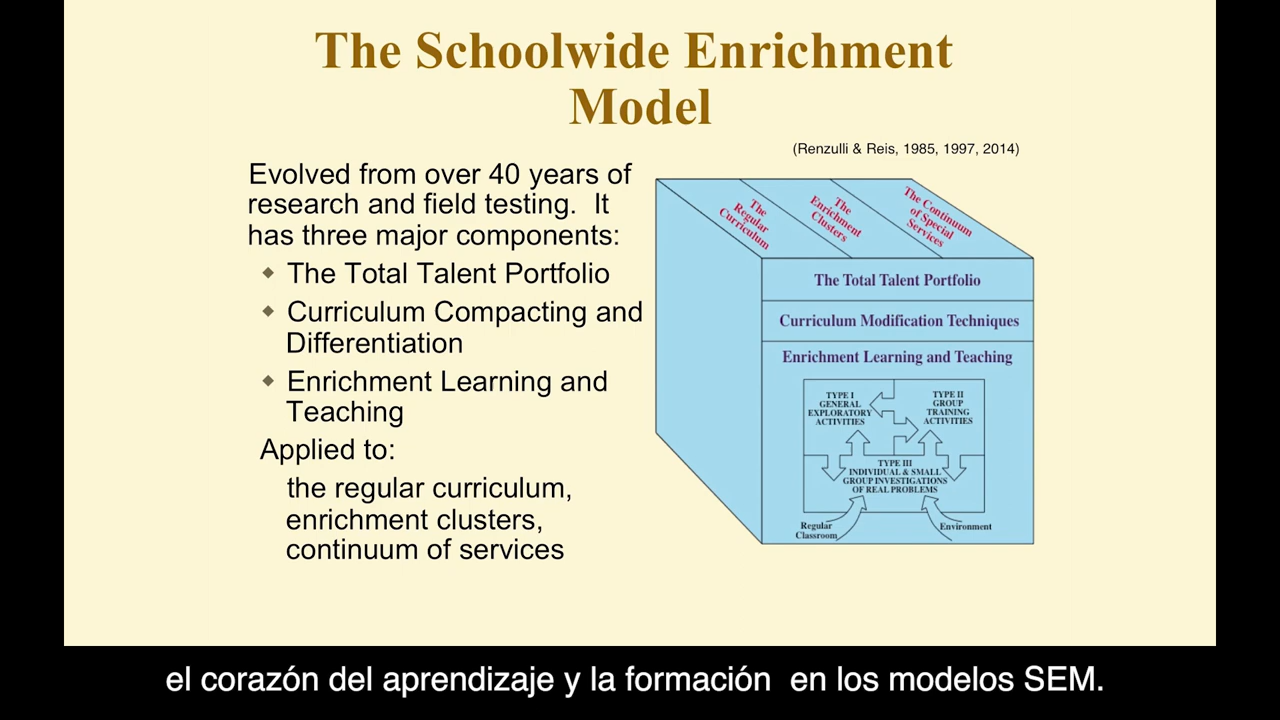 The Schoolwide Enrichment
Model
(Renzulli & Reis, 1985, 1997, 2014)
Evolved from over 40 years of
research and field testing.  It
has three major components:
◆ The Total Talent Portfolio
◆ Curriculum Compacting and
Differentiation
◆ Enrichment Learning and
Teaching
Applied to:
the regular curriculum,
enrichment clusters,
continuum of services
The
Regular
Curriculum
The
Enrichment
Clusters
The Continuum
of Special
Services
The Total Talent Portfolio
Curriculum Modification Techniques
Enrichment Learning and Teaching
TYPE I
GENERAL
EXPLORATORY
ACTIVITIES
TYPE II
GROUP
TRAINING
ACTIVITIES
TYPE III
INDIVIDUAL & SMALL
GROUP INVESTIGATIONS
OF REAL PROBLEMS
Regular
Classroom
Environment
el corazón del aprendizaje y la formación  en los modelos SEM.